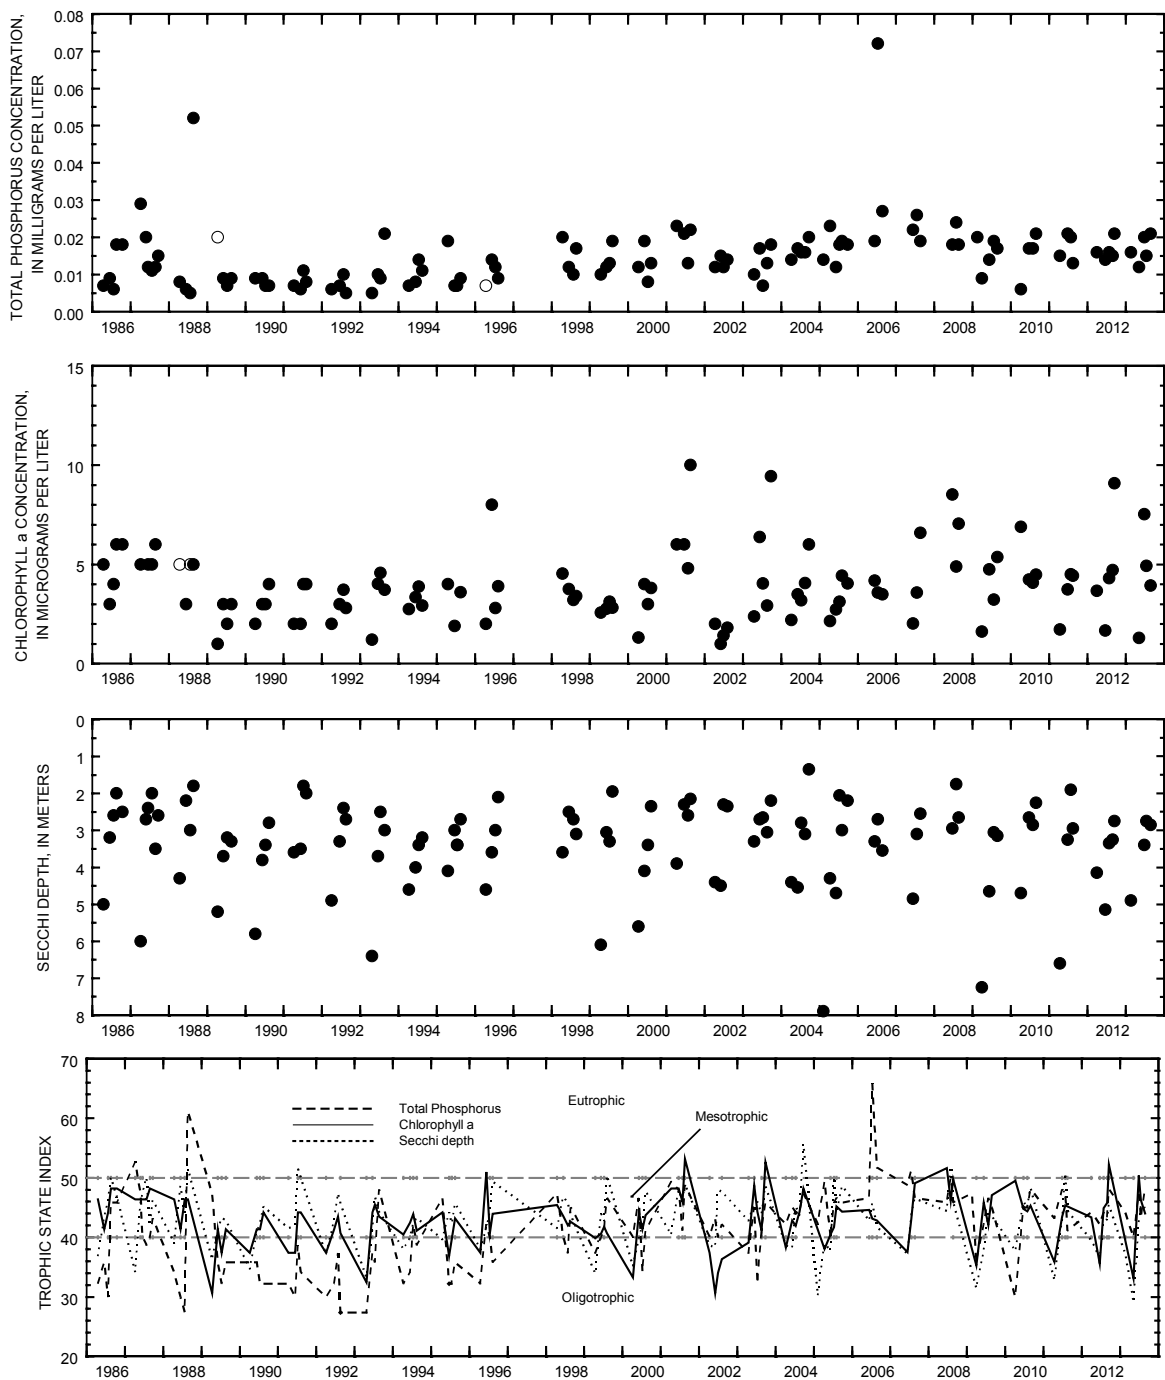 TOTAL PHOSPHORUS CONCENTRATION,
IN MILLIGRAMS PER LITER
0.08
0.07
0.06
0.05
0.04
0.03
0.02
0.01
0.00
1986 1988 1990 1992 1994 1996 1998 2000 2002 2004 2006 2008 2010 2012
CHLOROPHYLL a CONCENTRATION,
IN MICROGRAMS PER LITER
15
10
5
0
1986 1988 1990 1992 1994 1996 1998 2000 2002 2004 2006 2008 2010 2012
SECCHI DEPTH, IN METERS
0
1
2
3
4
5
6
7
8
1986 1988 1990 1992 1994 1996 1998 2000 2002 2004 2006 2008 2010 2012
TROPHIC STATE INDEX
70
60
50
40
30
20
Total Phosphorus
Chlorophyll a
Secchi depth
Eutrophic
Mesotrophic
Oligotrophic
1986 1988 1990 1992 1994 1996 1998 2000 2002 2004 2006 2008 2010 2012